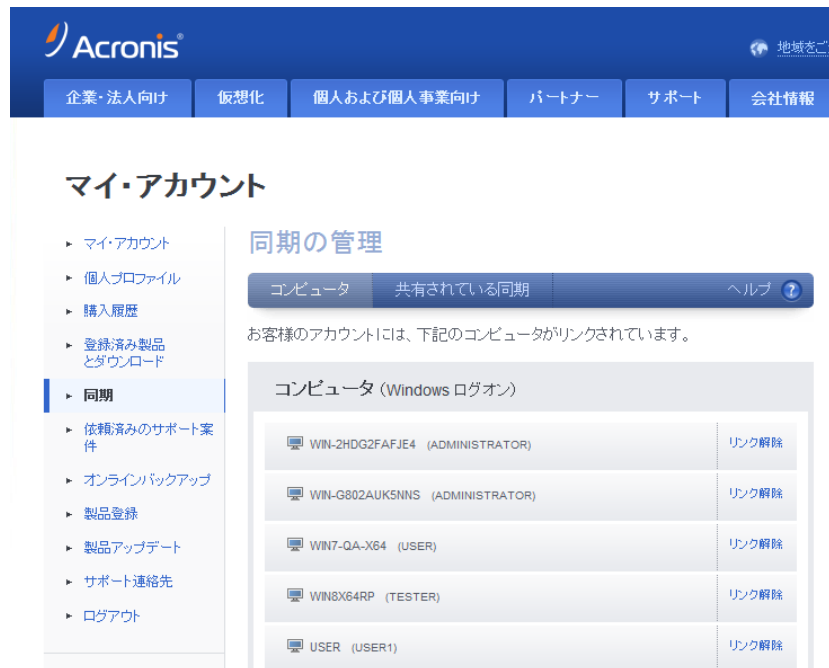 Acronis®
地域をご
企業・法人向け
仮想化
個人および個人事業向け
パートナー
サポート
会社情報
マイ・アカウント
マイ・アカウント
個人プロファイル
購入履歴
登録済み製品
とダウンロード
同期
依頼済みのサポート案
件
オンラインバックアップ
製品登録
製品アップデート
サポート連絡先
ログアウト
同期の管理
コンピュータ
共有されている同期
ヘルプ ?
お客様のアカウントには、下記のコンピュータがリンクされています。
コンピュータ (Windows ログオン)
WIN-2HDG2FAFJE4 (ADMINISTRATOR) リンク解除
WIN-G802AUK5NNS (ADMINISTRATOR) リンク解除
WIN7-QA-X64 (USER) リンク解除
WIN8X64RP (TESTER) リンク解除
USER (USER1) リンク解除